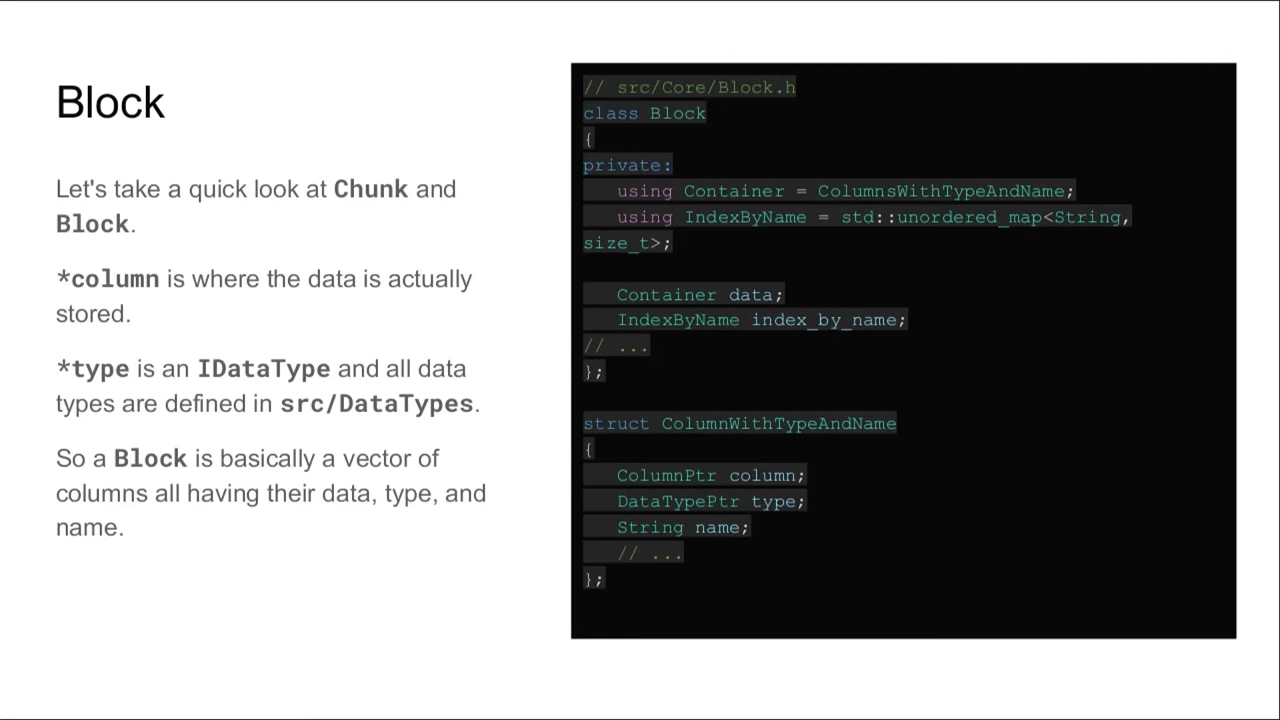 Block
Let's take a quick look at Chunk and
Block.
*column is where the data is actually
stored.
*type is an IDataType and all data
types are defined in src/DataTypes.
So a Block is basically a vector of
columns all having their data, type, and
name.
// src/Core/Block.h
class Block
{
private:
    using Container = ColumnsWithTypeAndName;
    using IndexByName = std::unordered_map<String,
size_t>;
    Container data;
    IndexByName index_by_name;
// ...
};
struct ColumnWithTypeAndName
{
    ColumnPtr column;
    DataTypePtr type;
    String name;
    // ...
};